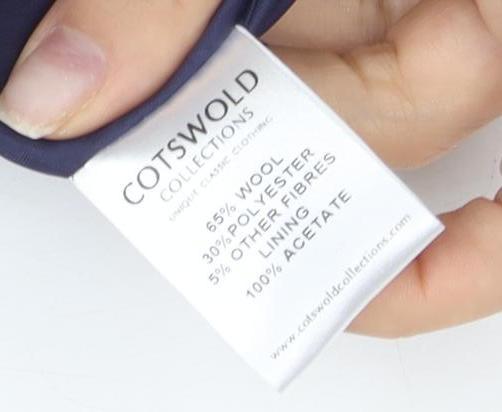 COTSWOLD
COLLECTIONS
UNIQUE CLASSIC CLOTHING
65% WOOL
30% POLYESTER
5% OTHER FIBRES
LINING
100% ACETATE
www.cotswoldcollections.com